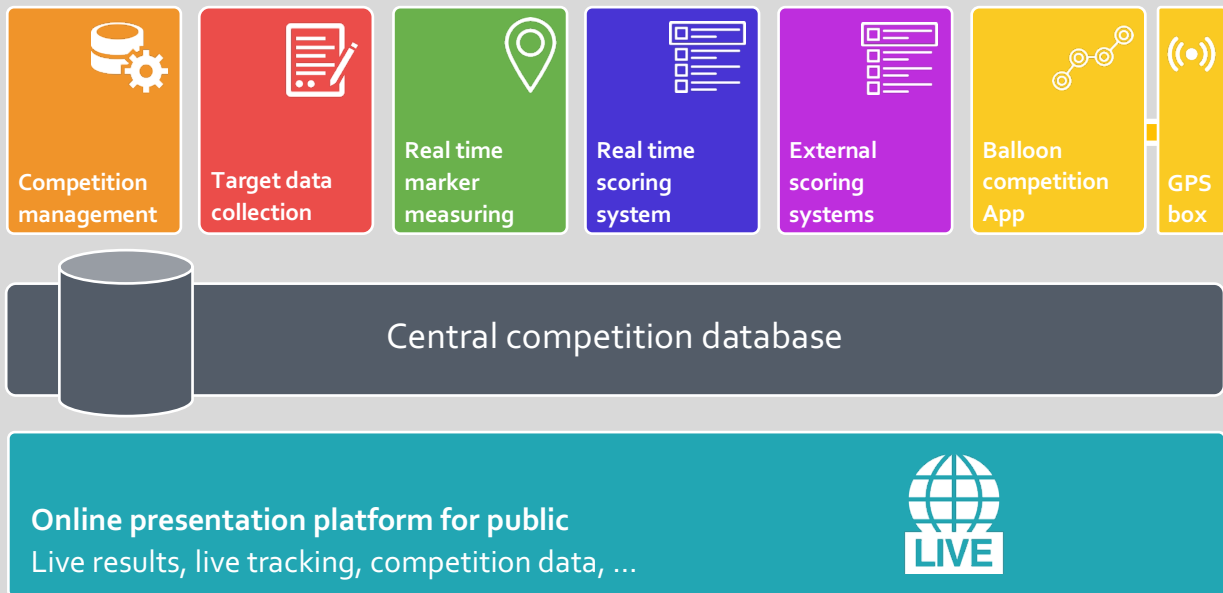 Competition
management
Target data
collection
Real time
marker
measuring
Real time
scoring
system
External
scoring
systems
Balloon
competition
App
GPS
box
Central competition database
Online presentation platform for public
Live results, live tracking, competition data, ...
LIVE